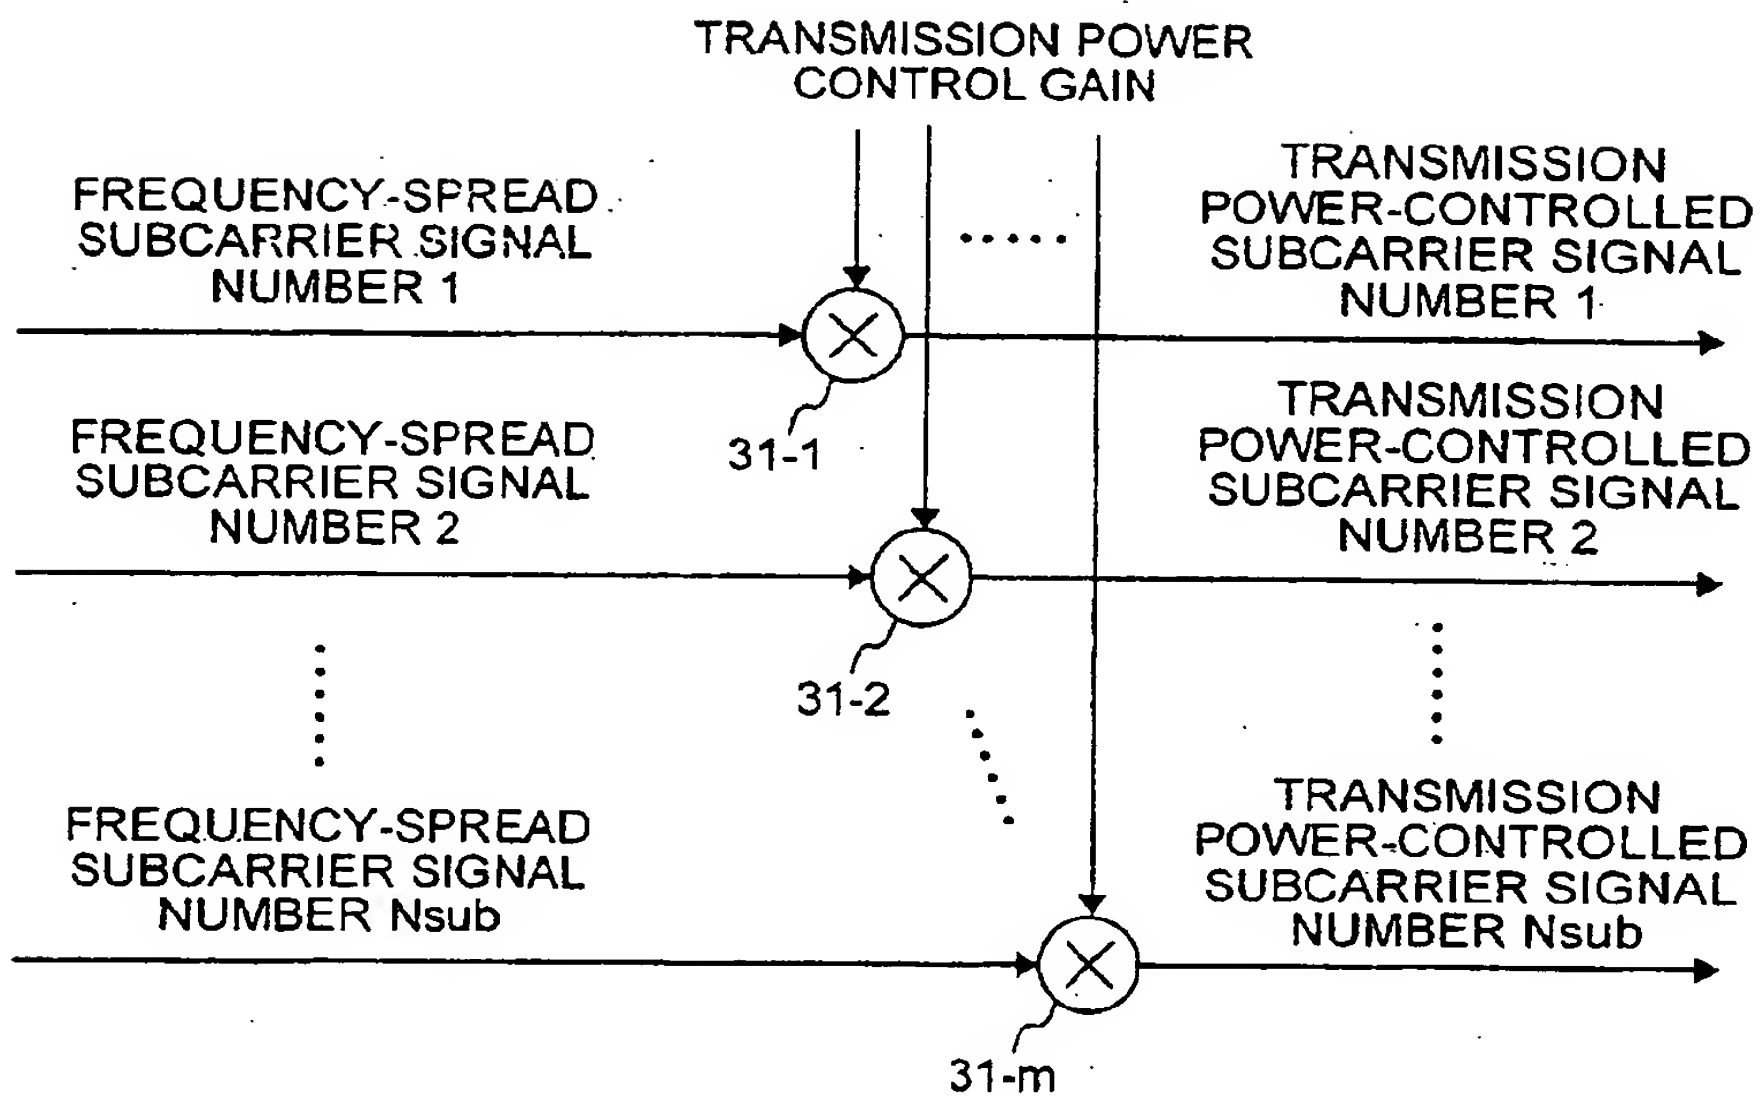 TRANSMISSION POWER
CONTROL GAIN
FREQUENCY-SPREAD
SUBCARRIER SIGNAL
NUMBER 1
TRANSMISSION
POWER-CONTROLLED
SUBCARRIER SIGNAL
NUMBER 1
31-1
FREQUENCY-SPREAD
SUBCARRIER SIGNAL
NUMBER 2
TRANSMISSION
POWER-CONTROLLED
SUBCARRIER SIGNAL
NUMBER 2
31-2
FREQUENCY-SPREAD
SUBCARRIER SIGNAL
NUMBER Nsub
TRANSMISSION
POWER-CONTROLLED
SUBCARRIER SIGNAL
NUMBER Nsub
31-m